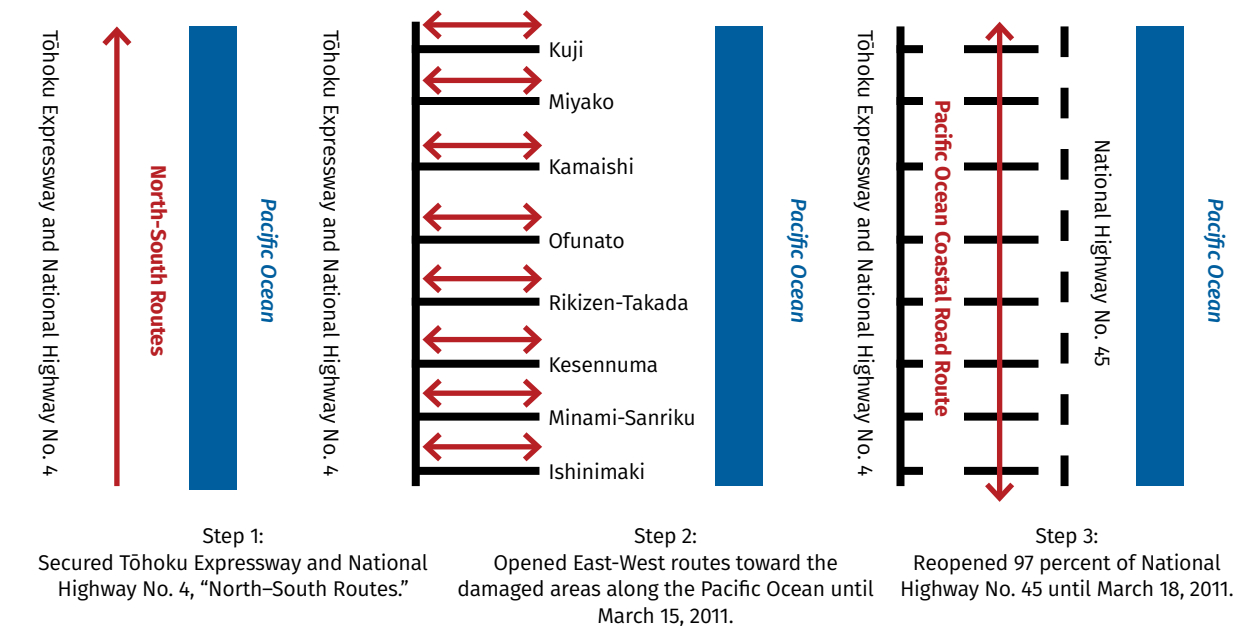 Tōhoku Expressway and National Highway No. 4
North-South Routes
Pacific Ocean
Step 1:
Secured Tōhoku Expressway and National
Highway No. 4, “North–South Routes.”
Tōhoku Expressway and National Highway No. 4
Kuji
Miyako
Kamaishi
Ofunato
Rikizen-Takada
Kesennuma
Minami-Sanriku
Ishinimaki
Pacific Ocean
Step 2:
Opened East-West routes toward the
damaged areas along the Pacific Ocean until
March 15, 2011.
Tōhoku Expressway and National Highway No. 4
Pacific Ocean Coastal Road Route
National Highway No. 45
Pacific Ocean
Step 3:
Reopened 97 percent of National
Highway No. 45 until March 18, 2011.